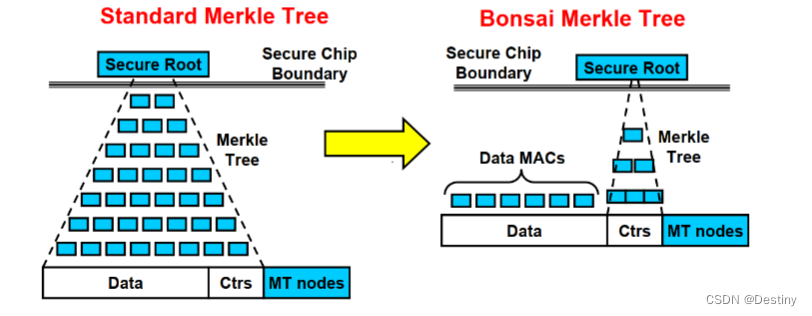 Standard Merkle Tree
Secure Root
Secure Chip
Boundary
Merkle
Tree
Data
Ctrs
MT nodes
Bonsai Merkle Tree
Secure Chip
Boundary
Secure Root
Data MACs
Merkle
Tree
Data
Ctrs
MT nodes
CSDN @Destiny